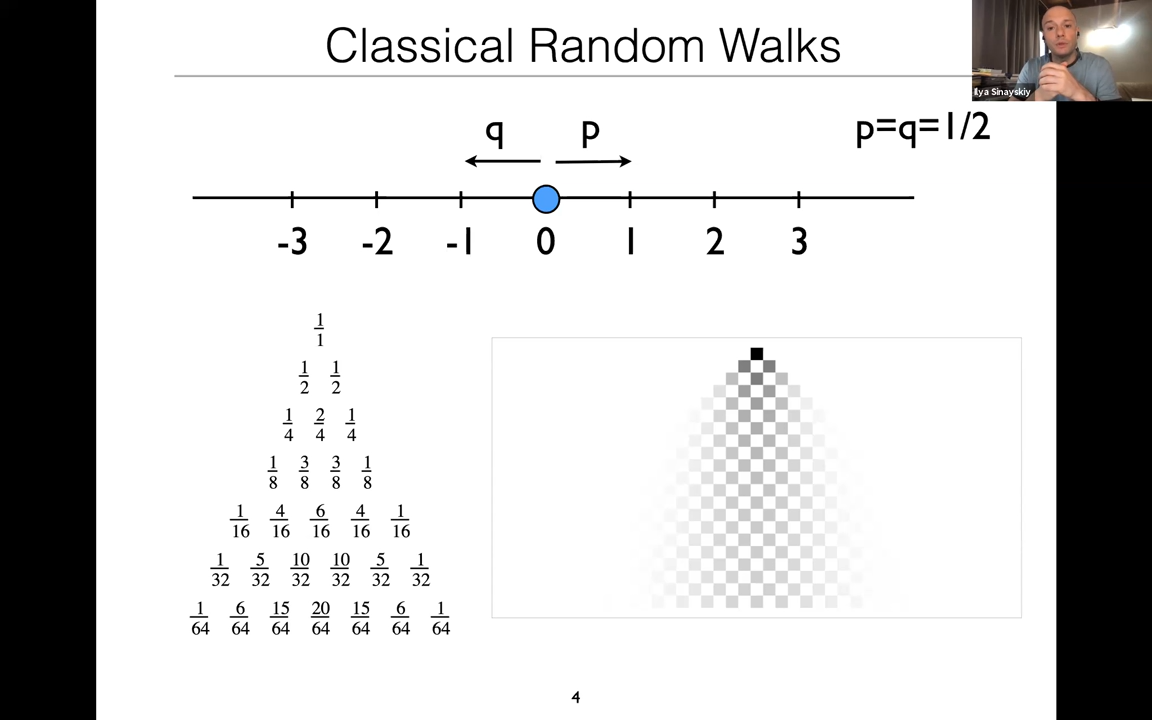 Classical Random Walks
Ilya Sinayskiy
q p
p=q=1/2
-3 -2 -1 0 1 2 3
1/1
1/2 1/2
1/4 2/4 1/4
1/8 3/8 3/8 1/8
1/16 4/16 6/16 4/16 1/16
1/32 5/32 10/32 10/32 5/32 1/32
1/64 6/64 15/64 20/64 15/64 6/64 1/64
4